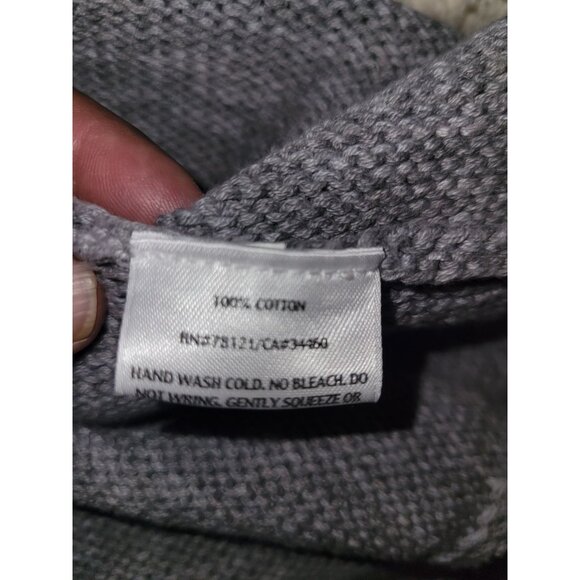 100% COTTON
RN#78121/CA#34460
HAND WASH COLD. NO BLEACH. DO
NOT WRING. GENTLY SQUEEZE OR